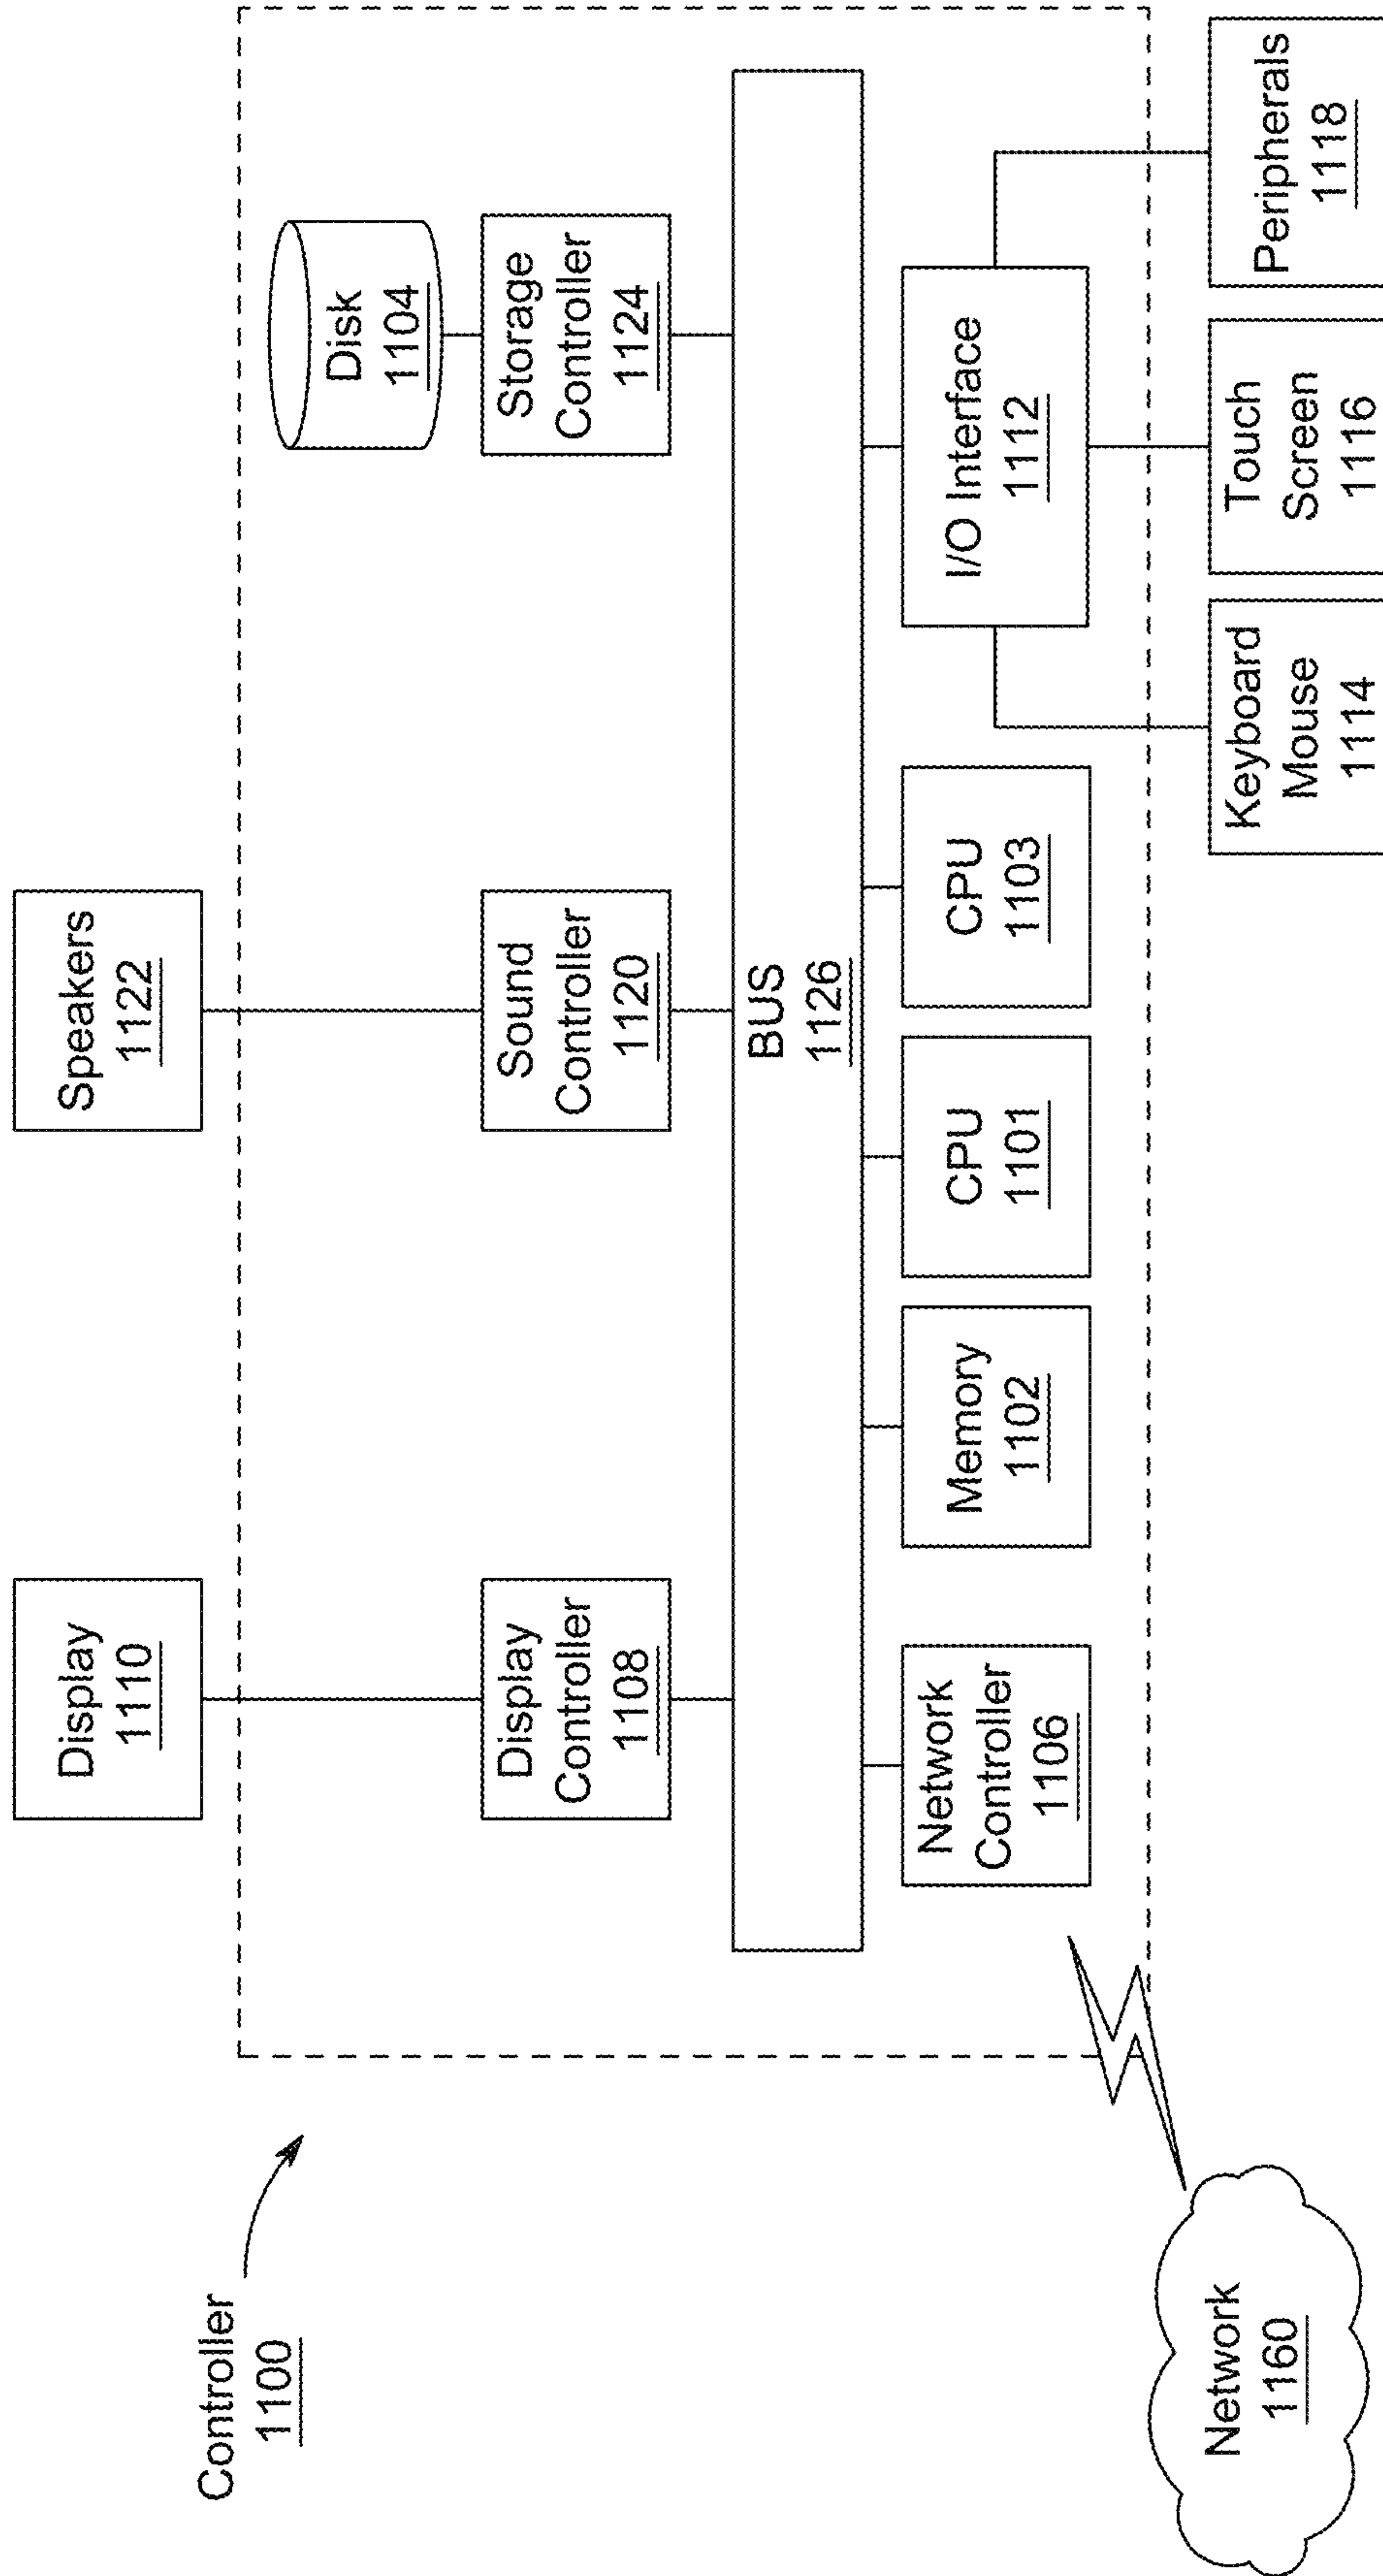 Controller
1100
Display
1110
Speakers
1122
Disk
1104
Display
Controller
1108
Sound
Controller
1120
Storage
Controller
1124
BUS
1126
Network
Controller
1106
Memory
1102
CPU
1101
CPU
1103
I/O Interface
1112
Network
1160
Keyboard
Mouse
1114
Touch
Screen
1116
Peripherals
1118